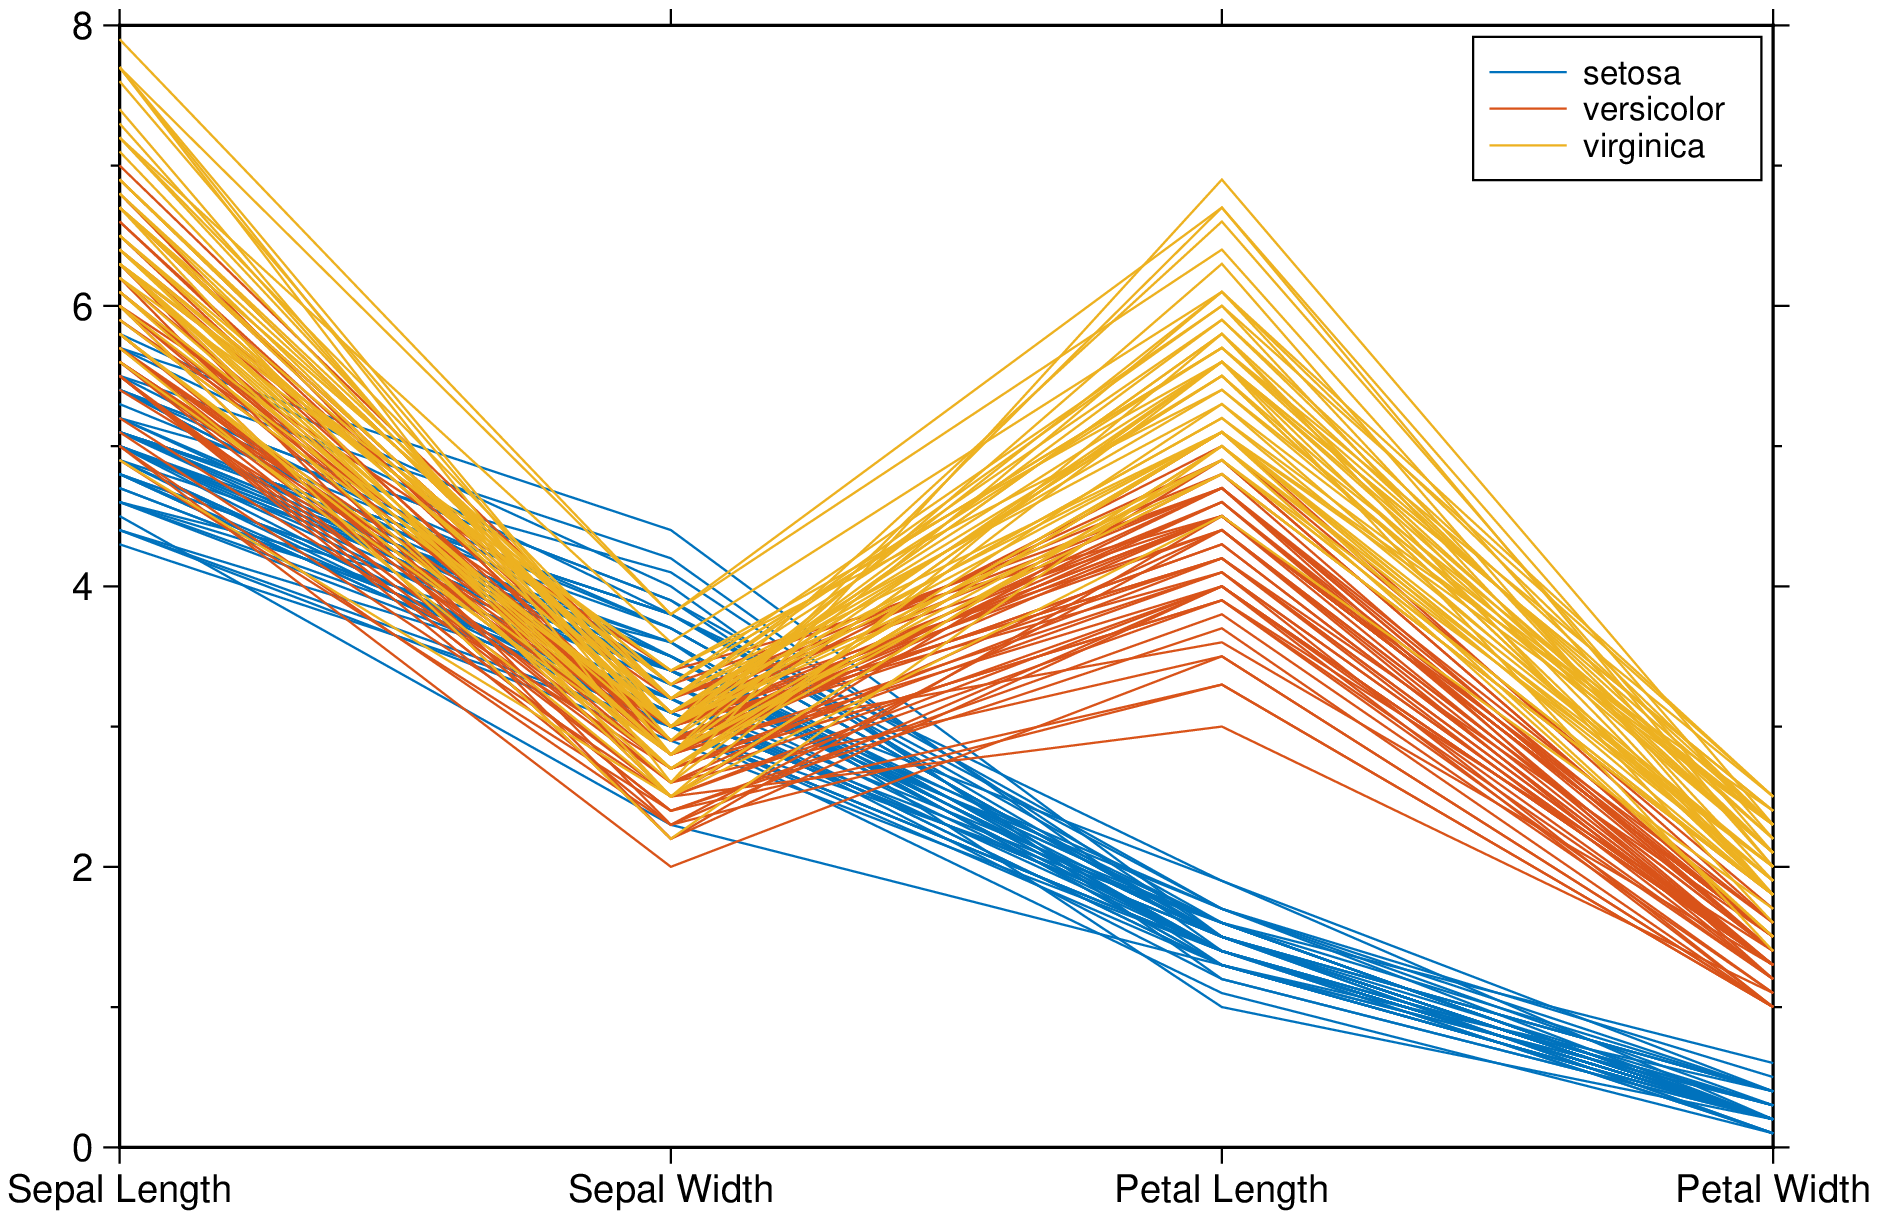 8
6
4
2
0
setosa
versicolor
virginica
Sepal Length
Sepal Width
Petal Length
Petal Width